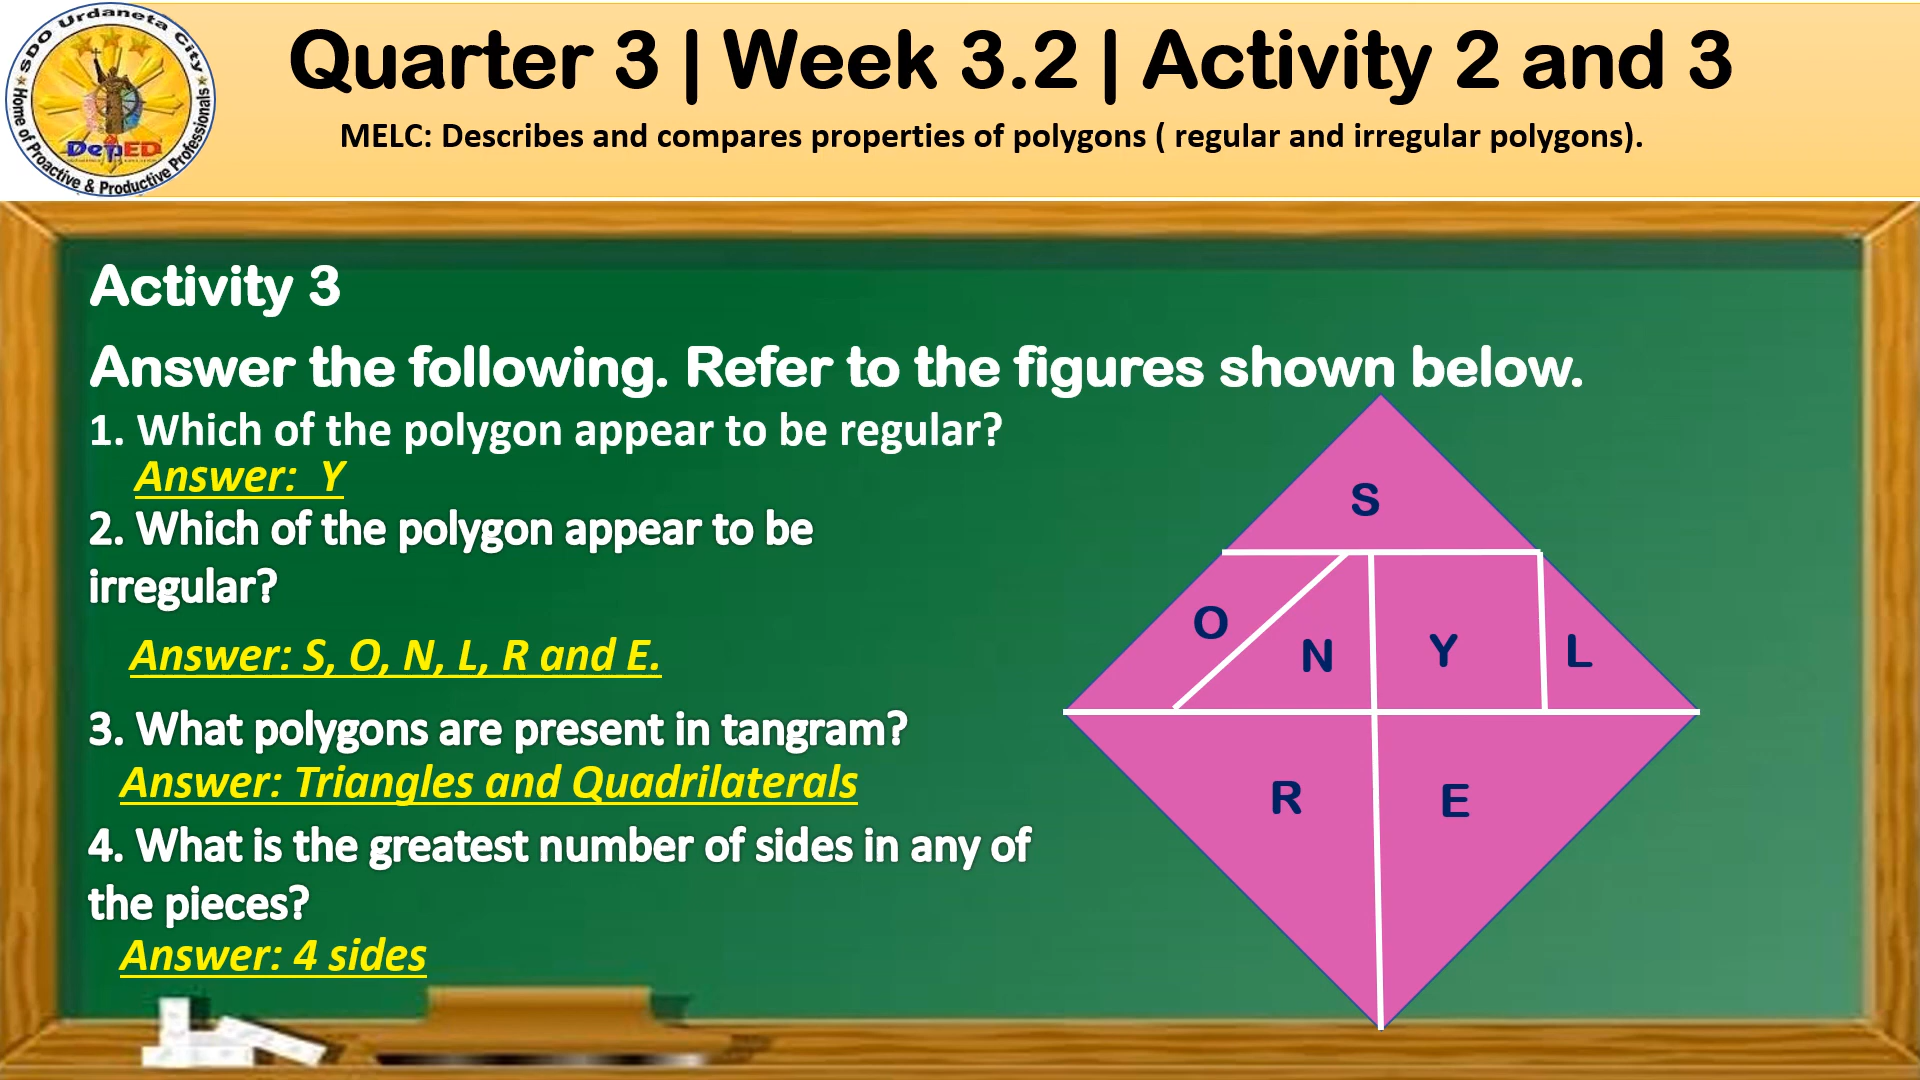 SDO Urdaneta City
Home of Proactive & Productive Professionals
DepED
Quarter 3 | Week 3.2 | Activity 2 and 3
MELC: Describes and compares properties of polygons ( regular and irregular polygons).
Activity 3
Answer the following. Refer to the figures shown below.
1. Which of the polygon appear to be regular?
Answer:  Y
2. Which of the polygon appear to be
irregular?
Answer: S, O, N, L, R and E.
3. What polygons are present in tangram?
Answer: Triangles and Quadrilaterals
4. What is the greatest number of sides in any of
the pieces?
Answer: 4 sides
S
O
N
Y
L
R
E